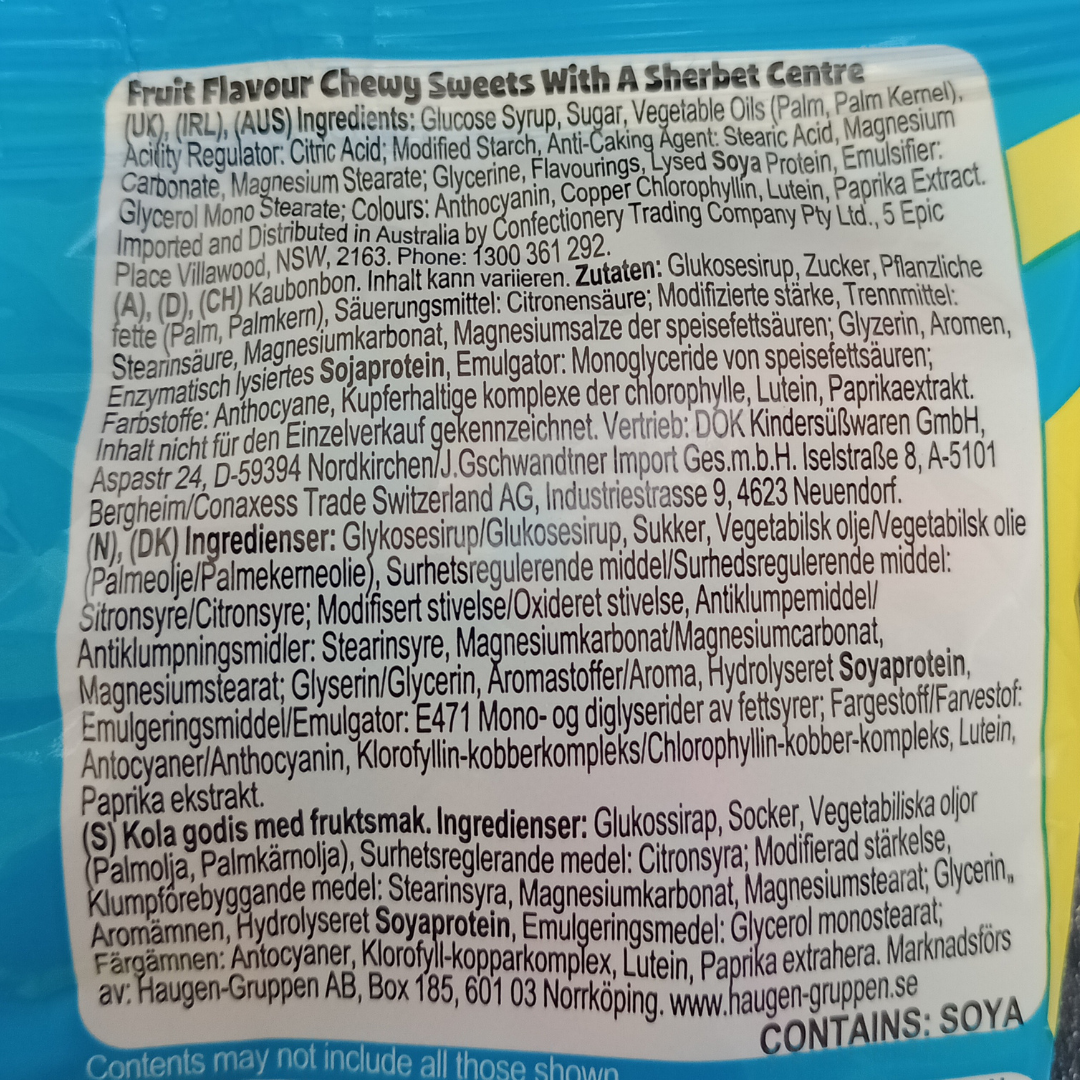 Fruit Flavour Chewy Sweets With A Sherbet Centre
(UK), (IRL), (AUS) Ingredients: Glucose Syrup, Sugar, Vegetable Oils (Palm, Palm Kernel),
Acidity Regulator: Citric Acid; Modified Starch, Anti-Caking Agent: Stearic Acid, Magnesium
Carbonate, Magnesium Stearate; Glycerine, Flavourings, Lysed Soya Protein, Emulsifier:
Glycerol Mono Stearate; Colours: Anthocyanin, Copper Chlorophyllin, Lutein, Paprika Extract.
Imported and Distributed in Australia by Confectionery Trading Company Pty Ltd., 5 Epic
Place Villawood, NSW, 2163. Phone: 1300 361 292.
(A), (D), (CH) Kaubonbon. Inhalt kann variieren. Zutaten: Glukosesirup, Zucker, Pflanzliche
fette (Palm, Palmkern), Säuerungsmittel: Citronensäure; Modifizierte stärke, Trennmittel:
Stearinsäure, Magnesiumkarbonat, Magnesiumsalze der speisefettsäuren; Glyzerin, Aromen,
Enzymatisch lysiertes Sojaprotein, Emulgator: Monoglyceride von speisefettsäuren;
Farbstoffe: Anthocyane, Kupferhaltige komplexe der chlorophylle, Lutein, Paprikaextrakt.
Inhalt nicht für den Einzelverkauf gekennzeichnet. Vertrieb: DOK Kindersüßwaren GmbH,
Aspastr 24, D-59394 Nordkirchen/J.Gschwandtner Import Ges.m.b.H. Iselstraße 8, A-5101
Bergheim/Conaxess Trade Switzerland AG, Industriestrasse 9, 4623 Neuendorf.
(N), (DK) Ingredienser: Glykosesirup/Glukosesirup, Sukker, Vegetabilsk olje/Vegetabilsk olie
(Palmeolje/Palmekerneolie), Surhetsregulerende middel/Surhedsregulerende middel:
Sitronsyre/Citronsyre; Modifisert stivelse/Oxideret stivelse, Antiklumpemiddel/
Antiklumpningsmidler: Stearinsyre, Magnesiumkarbonat/Magnesiumcarbonat,
Magnesiumstearat; Glyserin/Glycerin, Aromastoffer/Aroma, Hydrolyseret Soyaprotein,
Emulgeringsmiddel/Emulgator: E471 Mono- og diglyserider av fettsyrer; Fargestoff/Farvestof:
Antocyaner/Anthocyanin, Klorofyllin-kobberkompleks/Chlorophyllin-kobber-kompleks, Lutein,
Paprika ekstrakt.
(S) Kola godis med fruktsmak. Ingredienser: Glukossirap, Socker, Vegetabiliska oljor
(Palmolja, Palmkärnolja), Surhetsreglerande medel: Citronsyra; Modifierad stärkelse,
Klumpförebyggande medel: Stearinsyra, Magnesiumkarbonat, Magnesiumstearat; Glycerin,,
Aromämnen, Hydrolyseret Soyaprotein, Emulgeringsmedel: Glycerol monostearat;
Färgämnen: Antocyaner, Klorofyll-kopparkomplex, Lutein, Paprika extrahera. Marknadsförs
av: Haugen-Gruppen AB, Box 185, 601 03 Norrköping. www.haugen-gruppen.se
CONTAINS: SOYA
Contents may not include all those shown